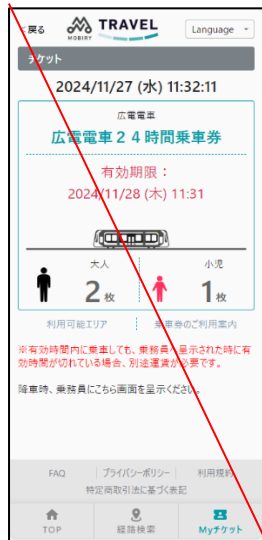 戻る
MOBIRY
TRAVEL
Language
チケット
2024/11/27 (水) 11:32:11
広電電車
広電電車24時間乗車券
有効期限：
2024/11/28 (木) 11:31
大人
小児
2 枚
1 枚
利用可能エリア
乗車券のご利用案内
※有効時間内に乗車しても、乗務員へ呈示された時に有
効時間が切れている場合、別途運賃が必要です。
降車時、乗務員にこちら画面を呈示ください。
FAQ
プライバシーポリシー
利用規約
特定商取引法に基づく表記
TOP
経路検索
Myチケット